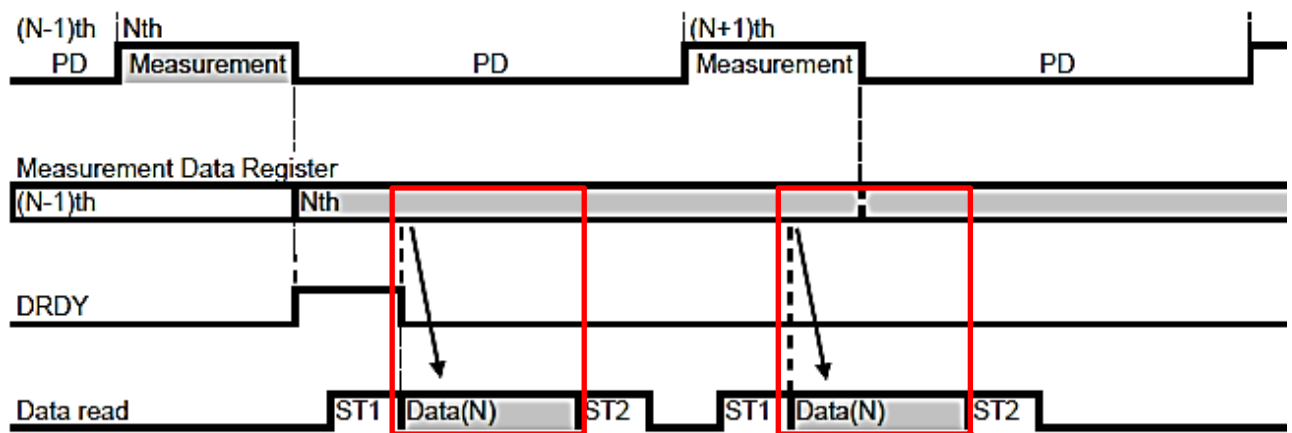 (N-1)th Nth (N+1)th
PD Measurement PD Measurement PD
Measurement Data Register
(N-1)th Nth
DRDY
Data read ST1 Data(N) ST2 ST1 Data(N) ST2